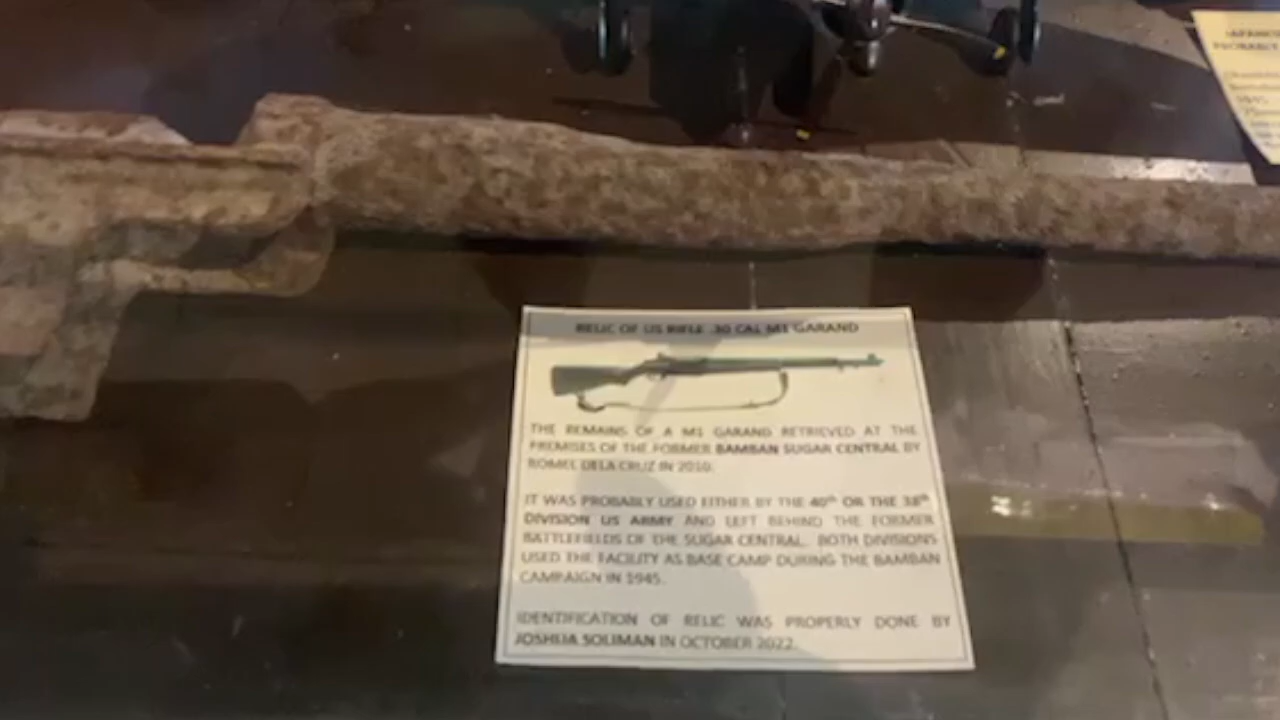 RELIC OF US RIFLE .30 CAL M1 GARAND
THE REMAINS OF A M1 GARAND RETRIEVED AT THE
PREMISES OF THE FORMER BAMBAN SUGAR CENTRAL BY
ROMEL DELA CRUZ IN 2010.
IT WAS PROBABLY USED EITHER BY THE 40th OR THE 38th
DIVISION US ARMY AND LEFT BEHIND THE FORMER
BATTLEFIELDS OF THE SUGAR CENTRAL. BOTH DIVISIONS
USED THE FACILITY AS BASE CAMP DURING THE BAMBAN
CAMPAIGN IN 1945.
IDENTIFICATION OF RELIC WAS PROPERLY DONE BY
JOSHUA SOLIMAN IN OCTOBER 2022.
JAPANESE
PROBABLY